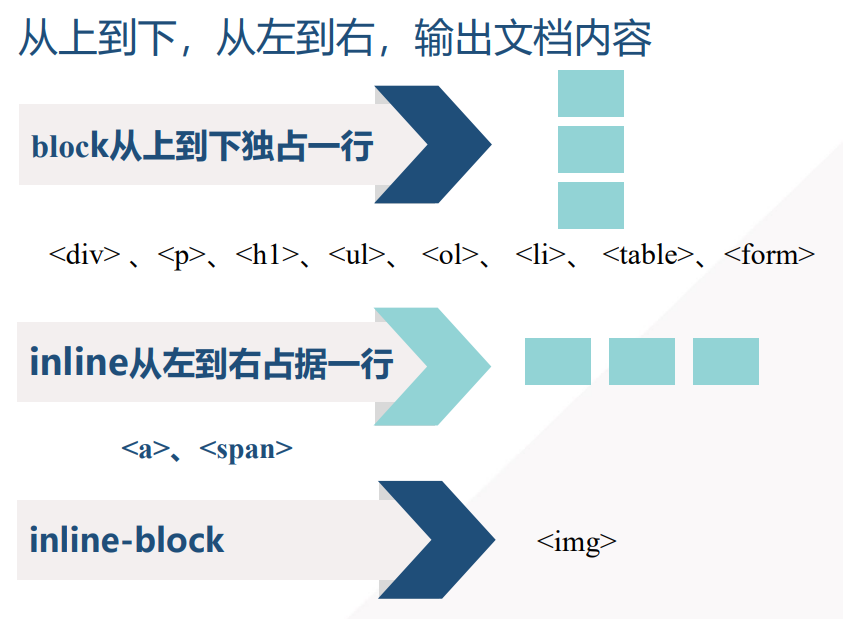 从上到下，从左到右，输出文档内容
block从上到下独占一行
<div> 、<p>、<h1>、<ul>、 <ol>、 <li>、 <table>、<form>
inline从左到右占据一行
<a>、<span>
inline-block
<img>